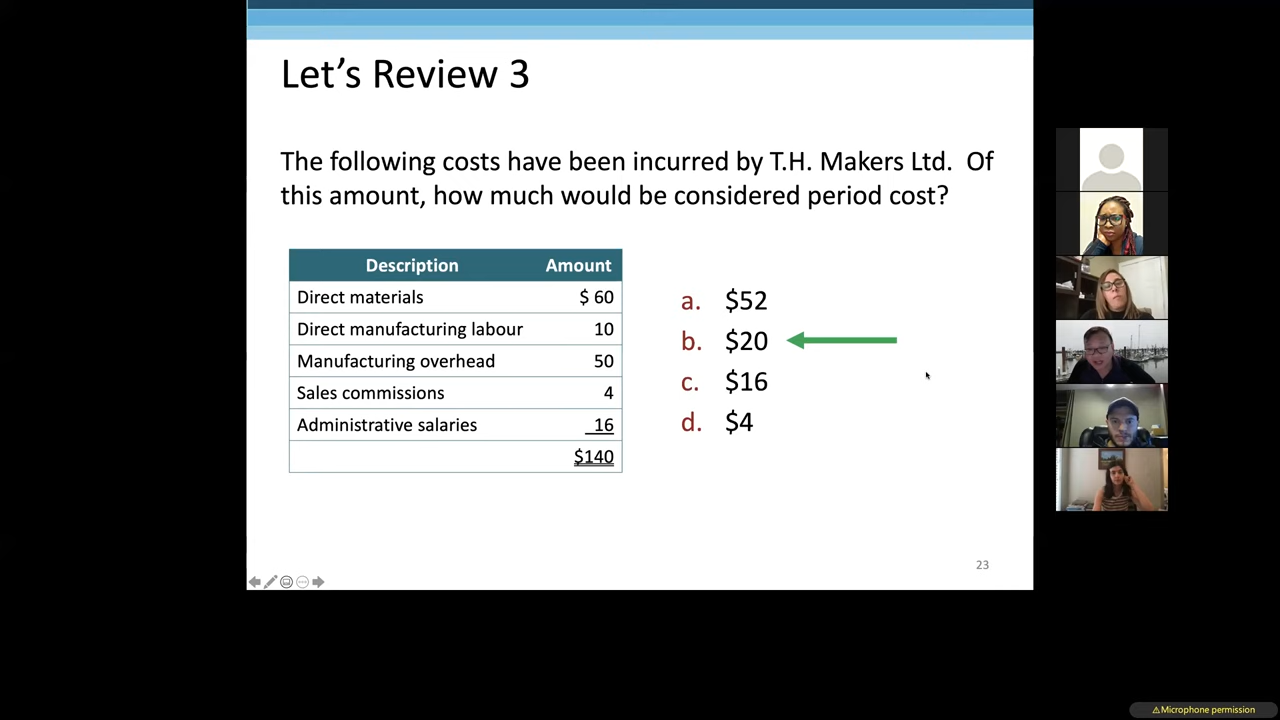 Let's Review 3
The following costs have been incurred by T.H. Makers Ltd.  Of
this amount, how much would be considered period cost?
Description Amount
Direct materials $ 60
Direct manufacturing labour 10
Manufacturing overhead 50
Sales commissions 4
Administrative salaries 16
$140
a. $52
b. $20
c. $16
d. $4
23
⚠Microphone permission